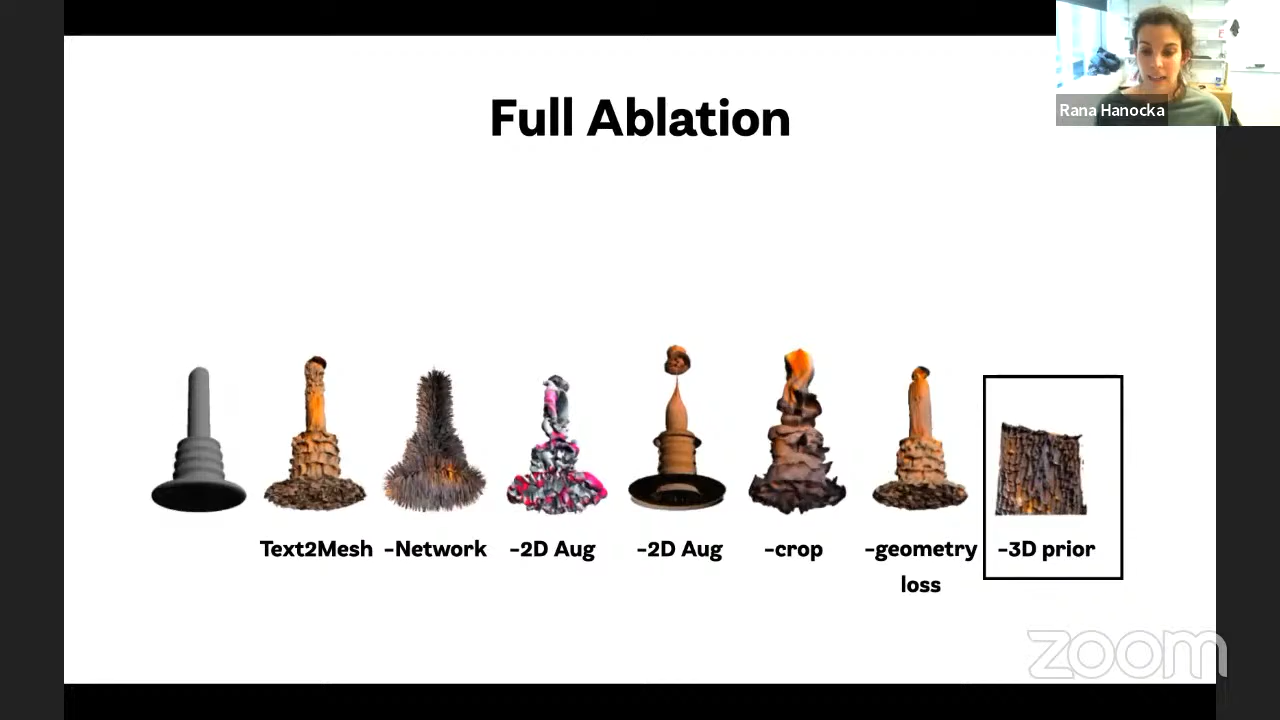 Rana Hanocka
Full Ablation
Text2Mesh -Network -2D Aug -2D Aug -crop -geometry loss -3D prior
zoom